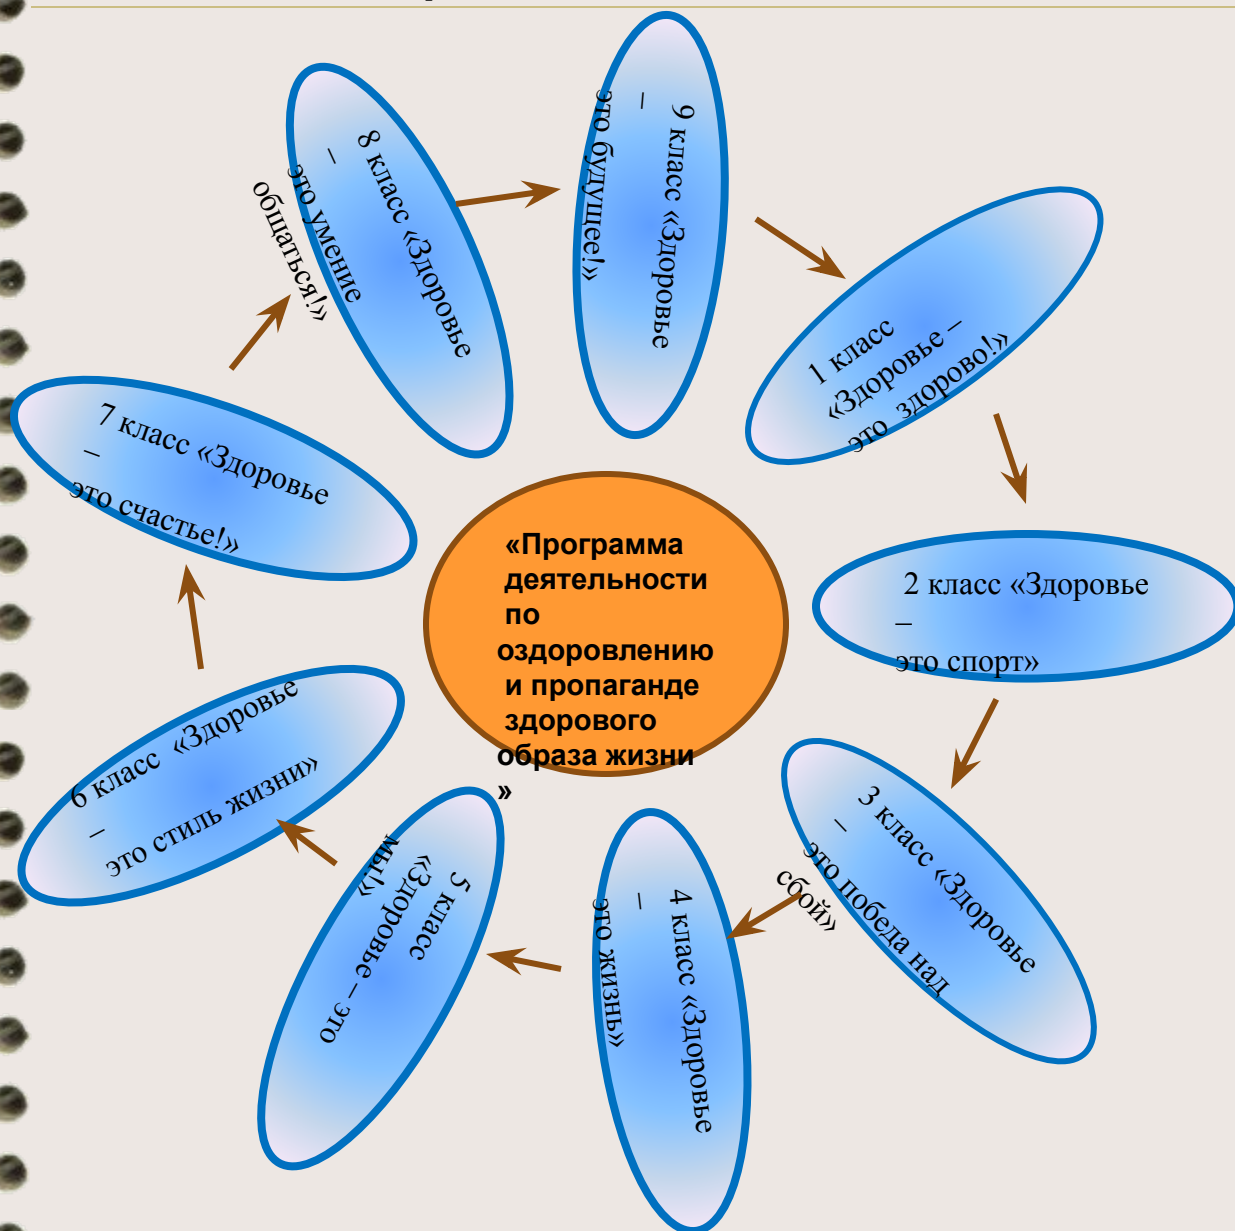 «Программа
деятельности
по
оздоровлению
и пропаганде
здорового
образа жизни
»
1 класс
«Здоровье –
это здорово!»
2 класс «Здоровье
–
это спорт»
3 класс «Здоровье
–
это победа над
сбой»
4 класс «Здоровье
–
это жизнь»
5 класс
«Здоровье – это
мы!»
6 класс «Здоровье
–
это стиль жизни»
7 класс «Здоровье
–
это счастье!»
8 класс «Здоровье
–
это умение
общаться!»
9 класс «Здоровье
–
это будущее!»